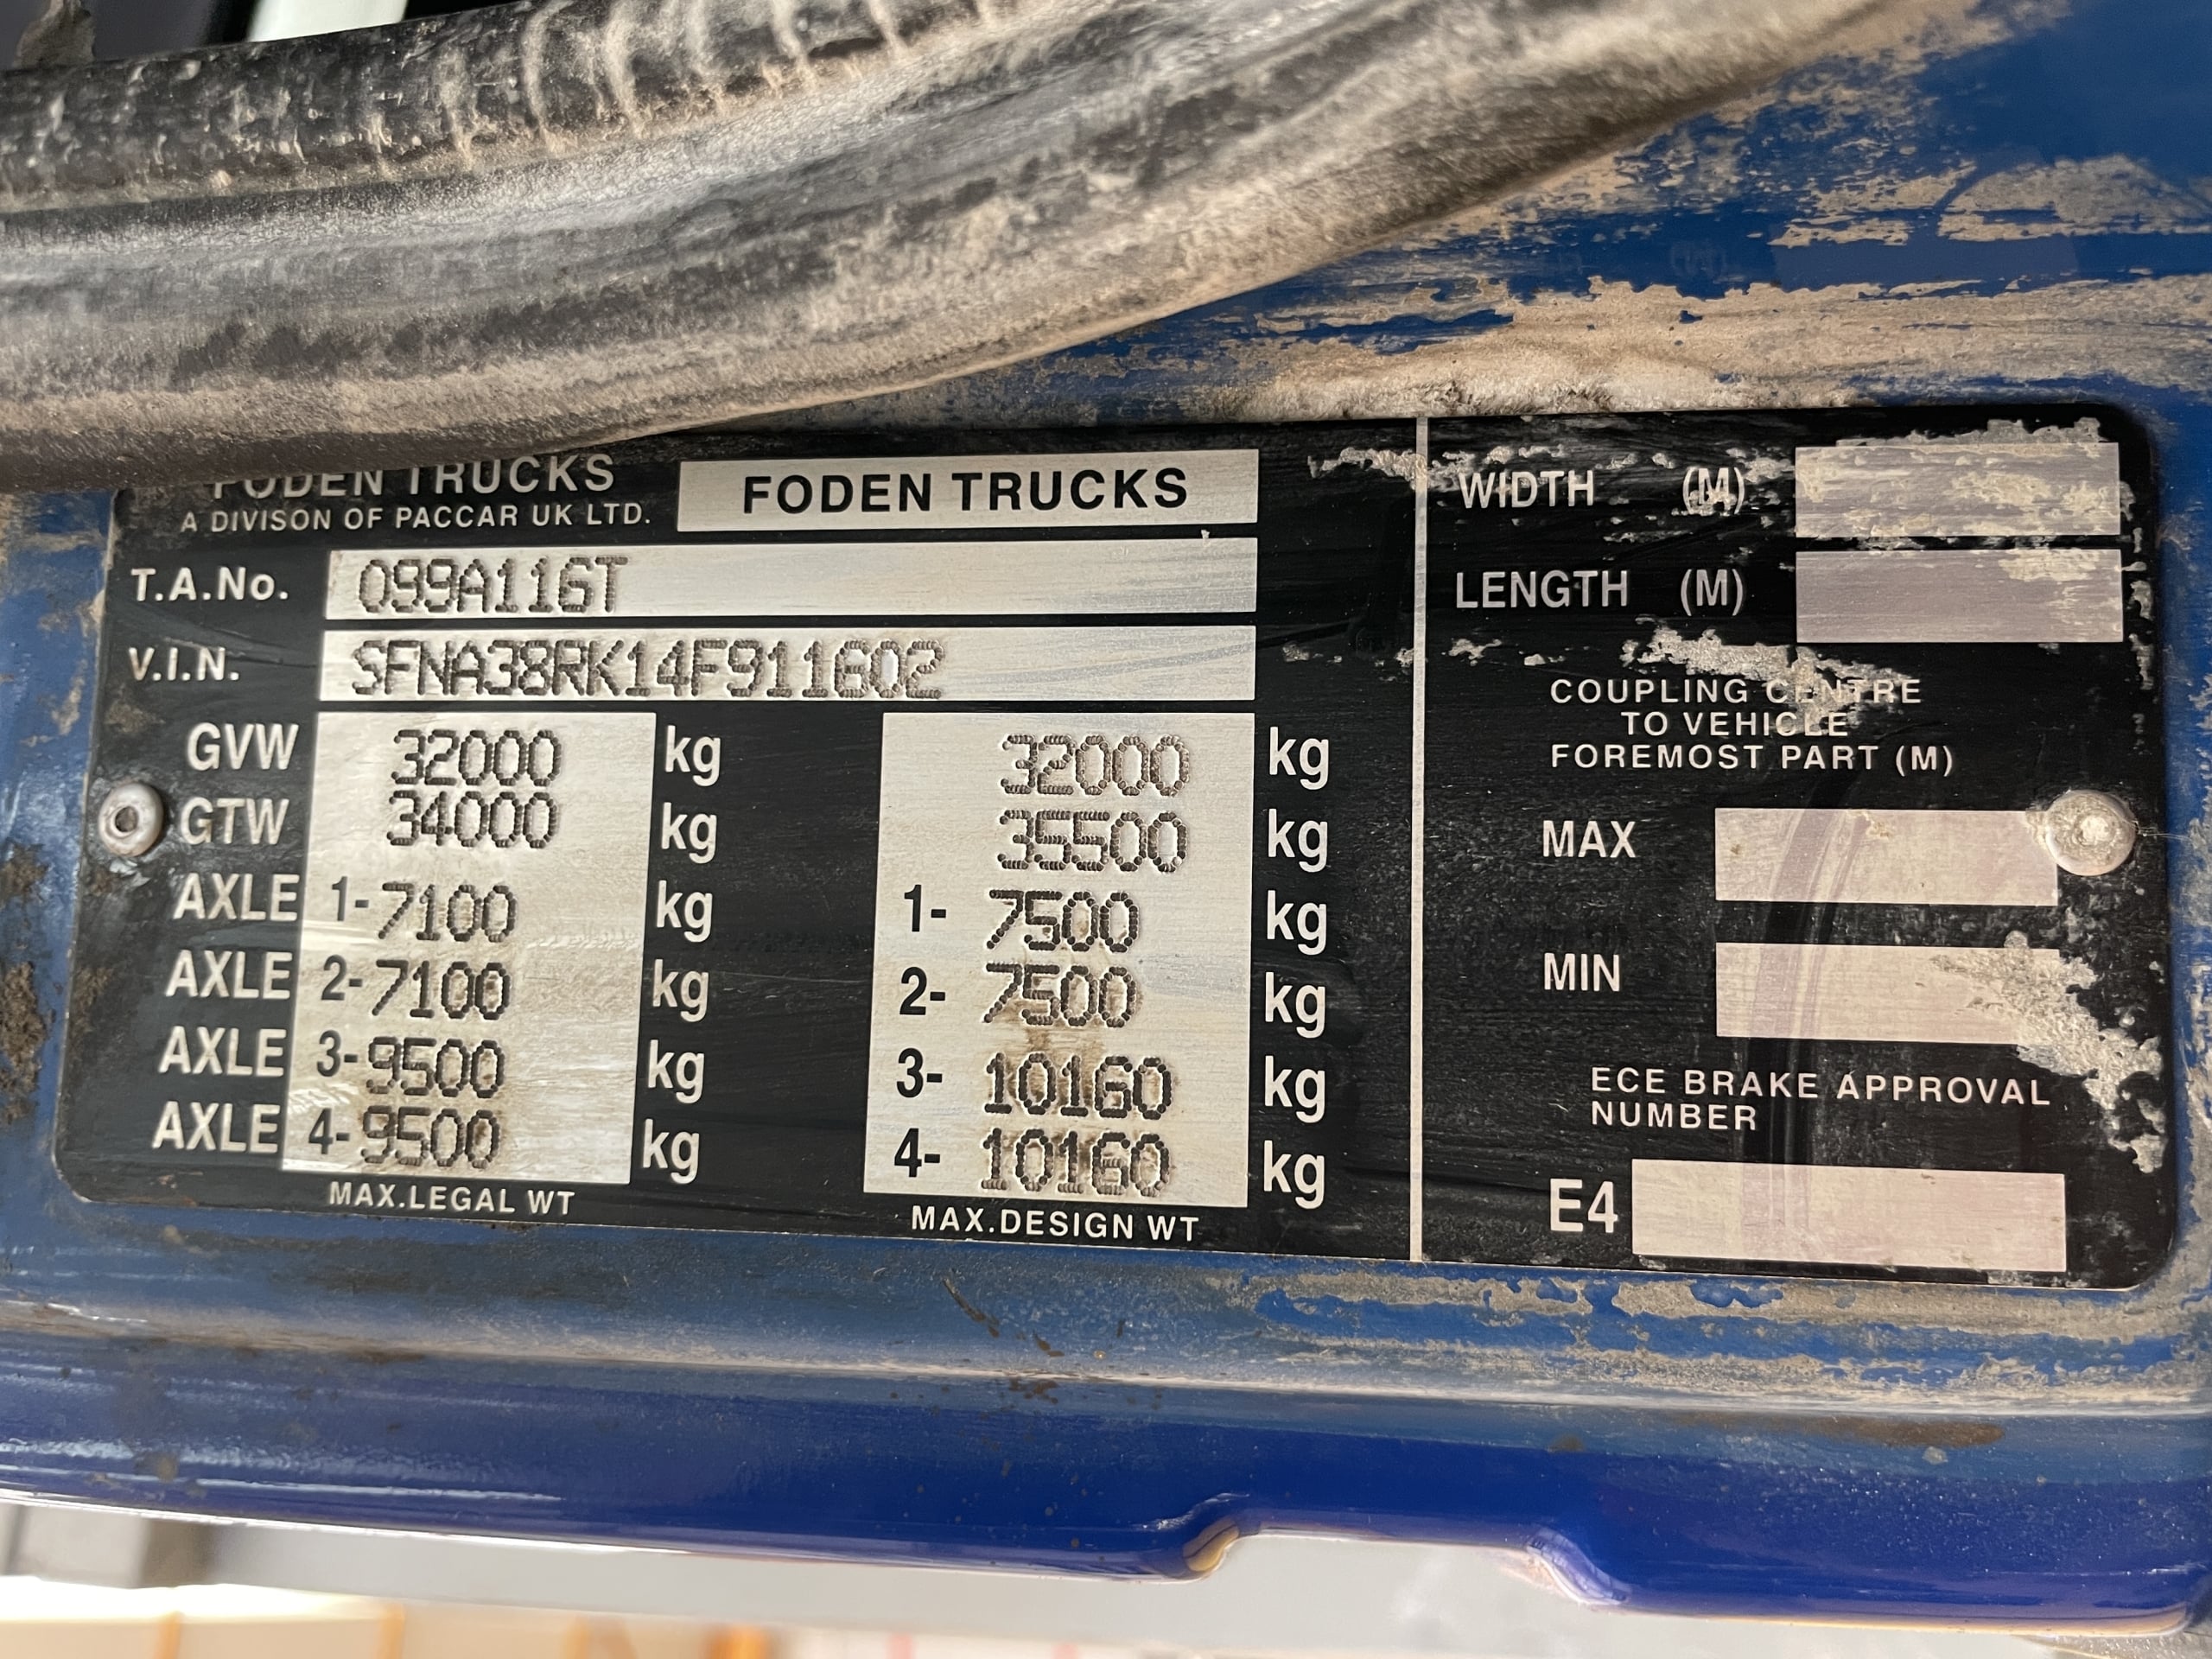 FODEN TRUCKS
A DIVISON OF PACCAR UK LTD.
FODEN TRUCKS
T.A.No. 099A116T
V.I.N. SFNA38RK14F911602
GVW 32000 kg 32000 kg
GTW 34000 kg 35500 kg
AXLE 1- 7100 kg 1- 7500 kg
AXLE 2- 7100 kg 2- 7500 kg
AXLE 3- 9500 kg 3- 10160 kg
AXLE 4- 9500 kg 4- 10160 kg
MAX.LEGAL WT MAX.DESIGN WT
WIDTH (M)
LENGTH (M)
COUPLING CENTRE
TO VEHICLE
FOREMOST PART (M)
MAX
MIN
ECE BRAKE APPROVAL
NUMBER
E4